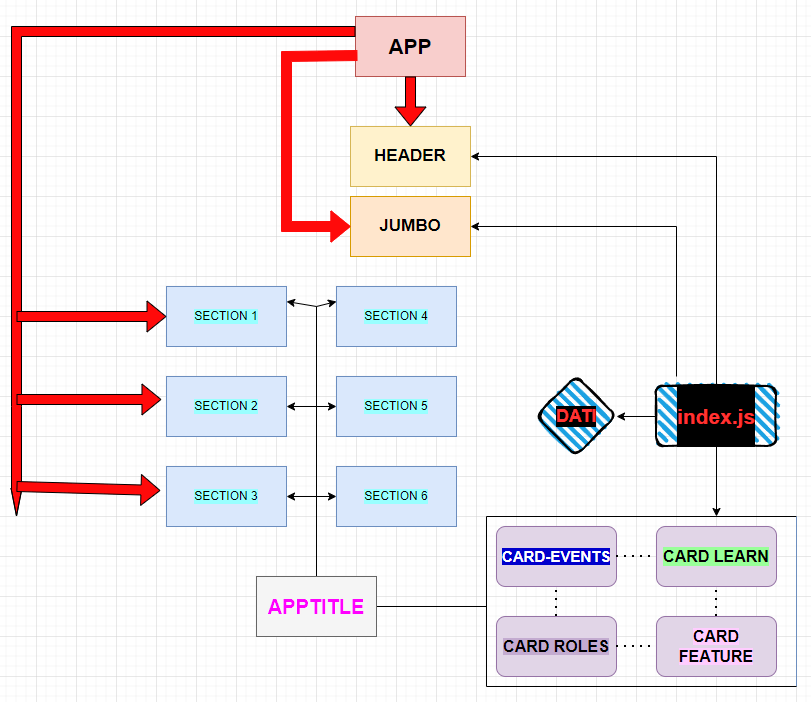 APP
HEADER
JUMBO
SECTION 1
SECTION 4
SECTION 2
SECTION 5
DATI
index.js
SECTION 3
SECTION 6
CARD-EVENTS
CARD LEARN
APPTITLE
CARD ROLES
CARD
FEATURE